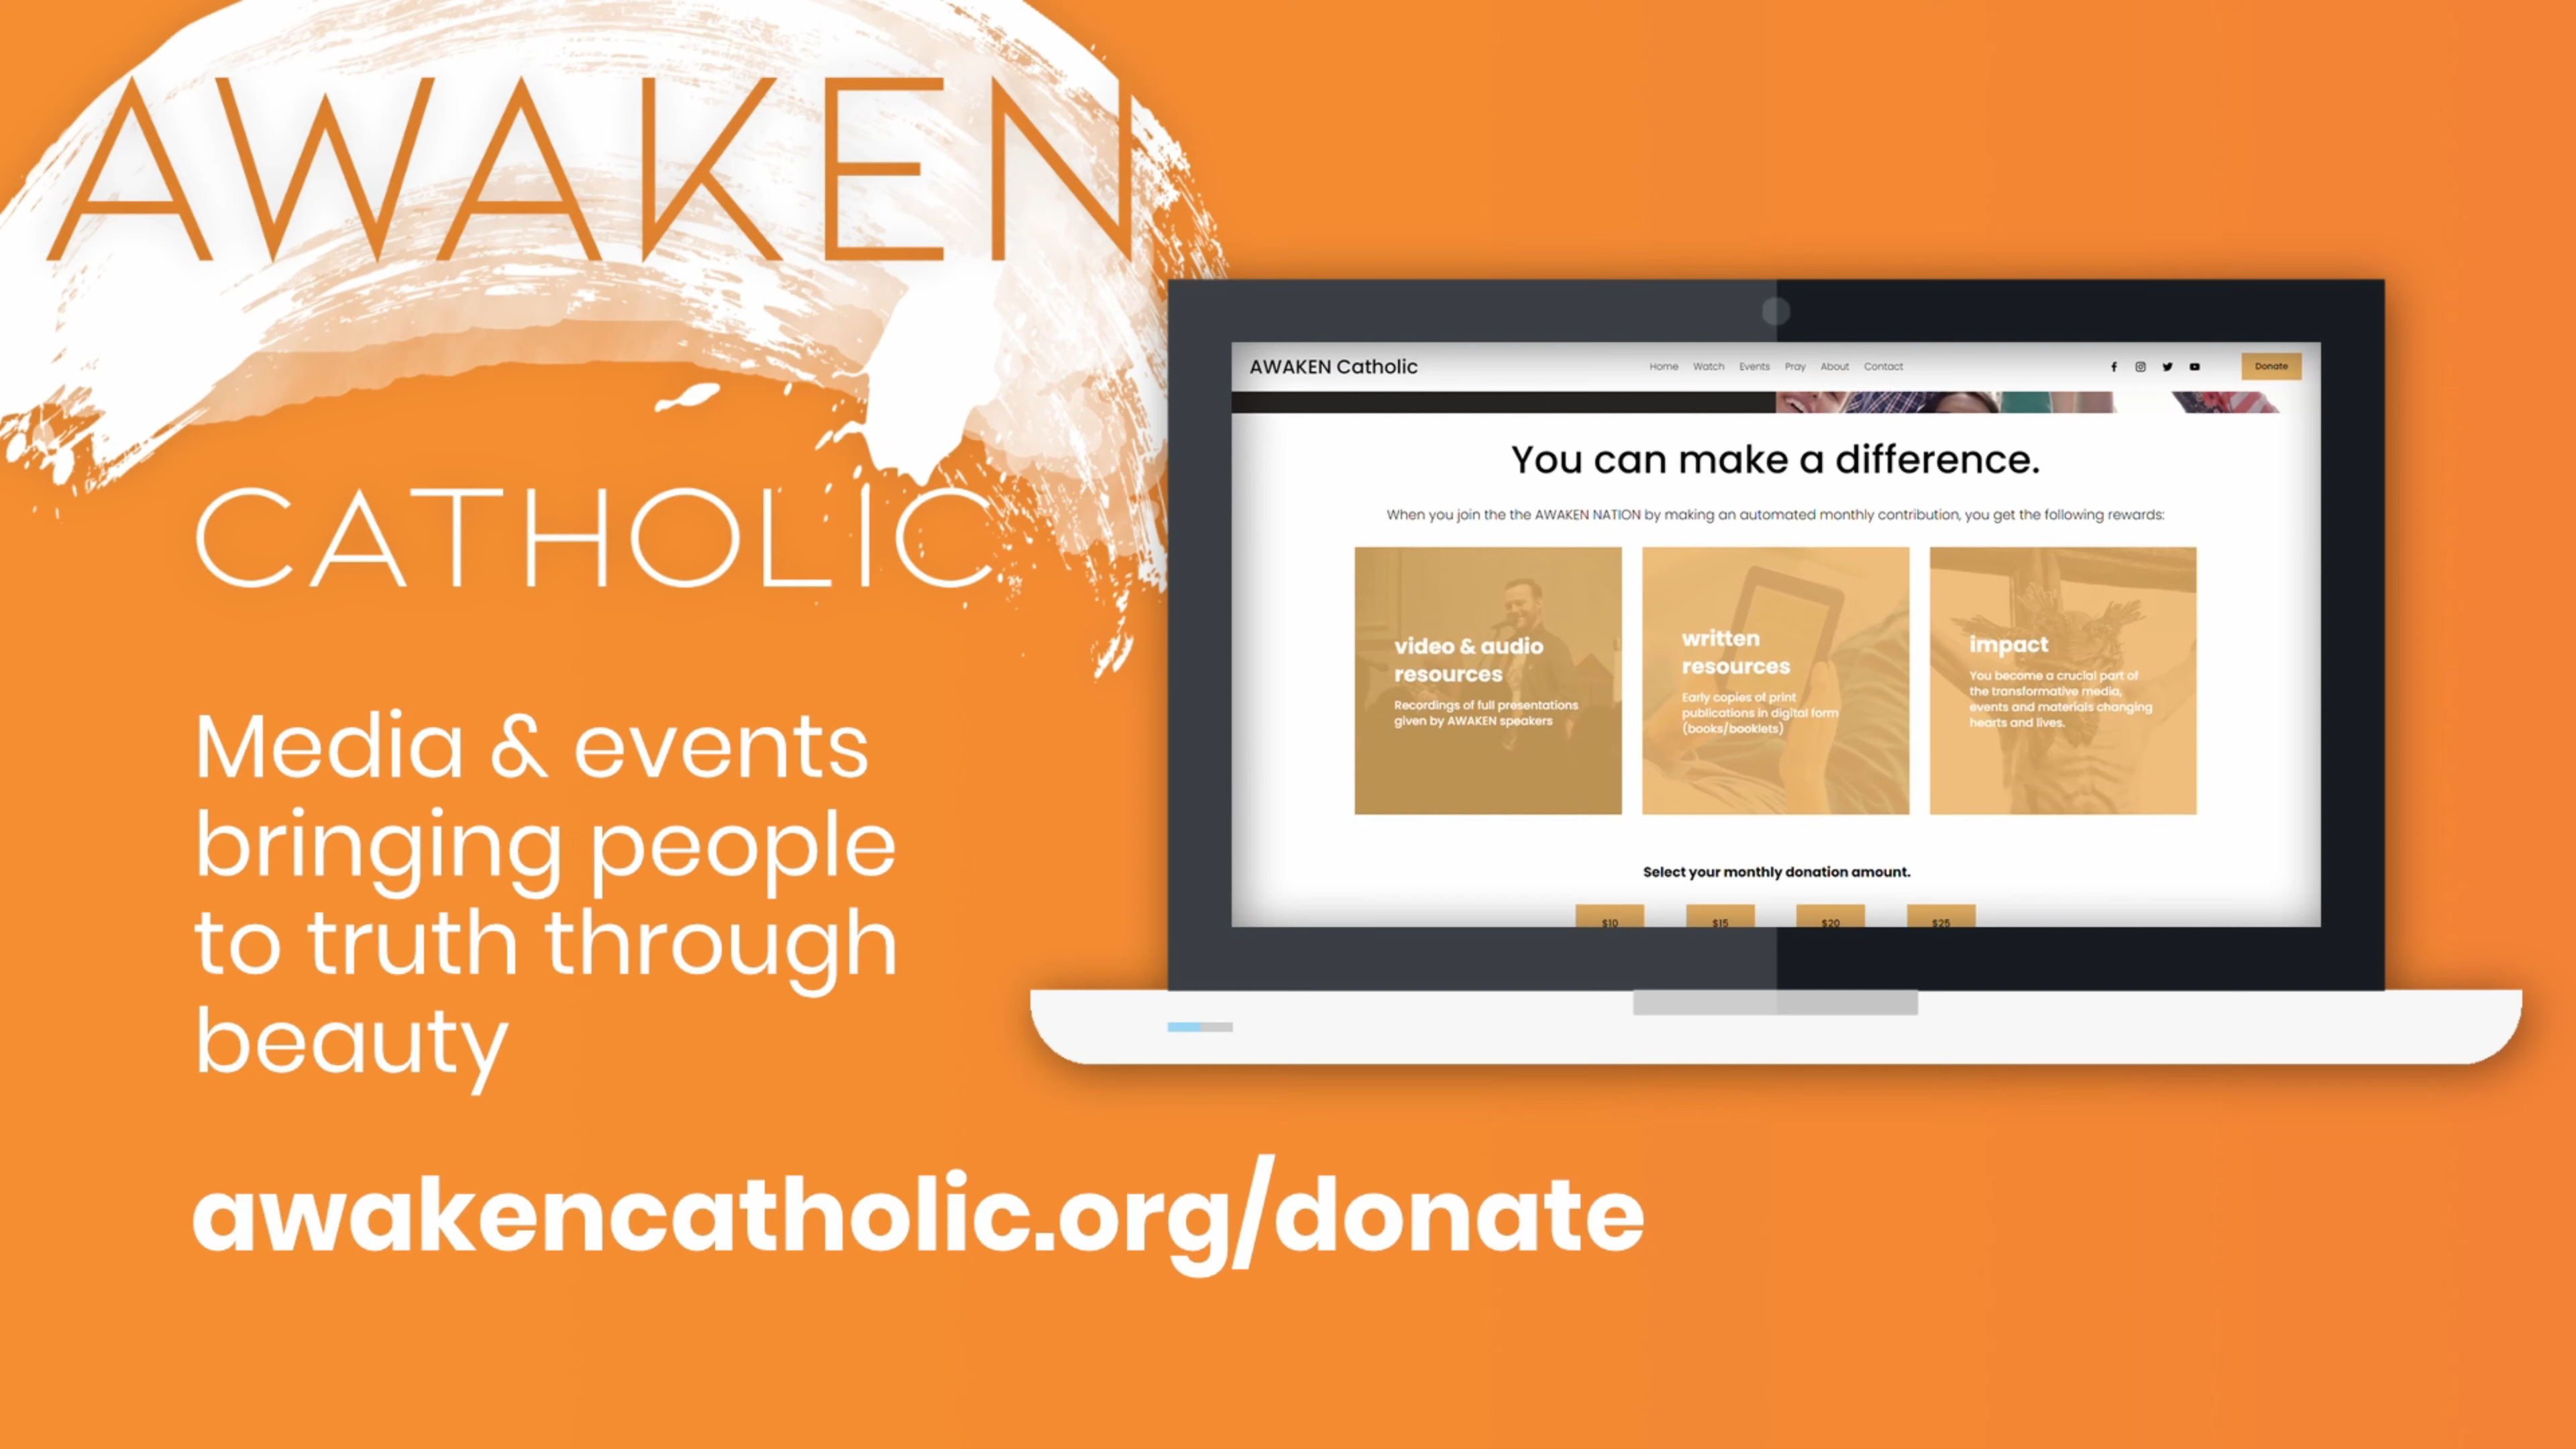 AWAKEN
CATHOLIC
Media & events
bringing people
to truth through
beauty
awakencatholic.org/donate
AWAKEN Catholic
Home Watch Events Pray About Contact
Donate
You can make a difference.
When you join the the AWAKEN NATION by making an automated monthly contribution, you get the following rewards:
video & audio
resources
Recordings of full presentations
given by AWAKEN speakers
written
resources
Early copies of print
publications in digital form
(books/booklets)
impact
You become a crucial part of
the transformative media,
events and materials changing
hearts and lives.
Select your monthly donation amount.
$10 $15 $20 $25